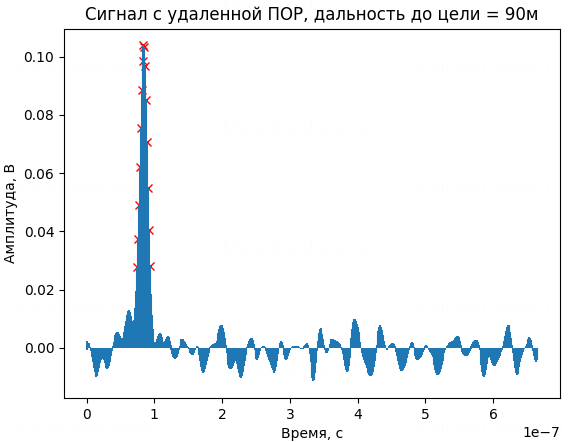 Сигнал с удаленной ПОР, дальность до цели = 90м
Амплитуда, В
0.10
0.08
0.06
0.04
0.02
0.00
0 1 2 3 4 5 6
1e−7
Время, с